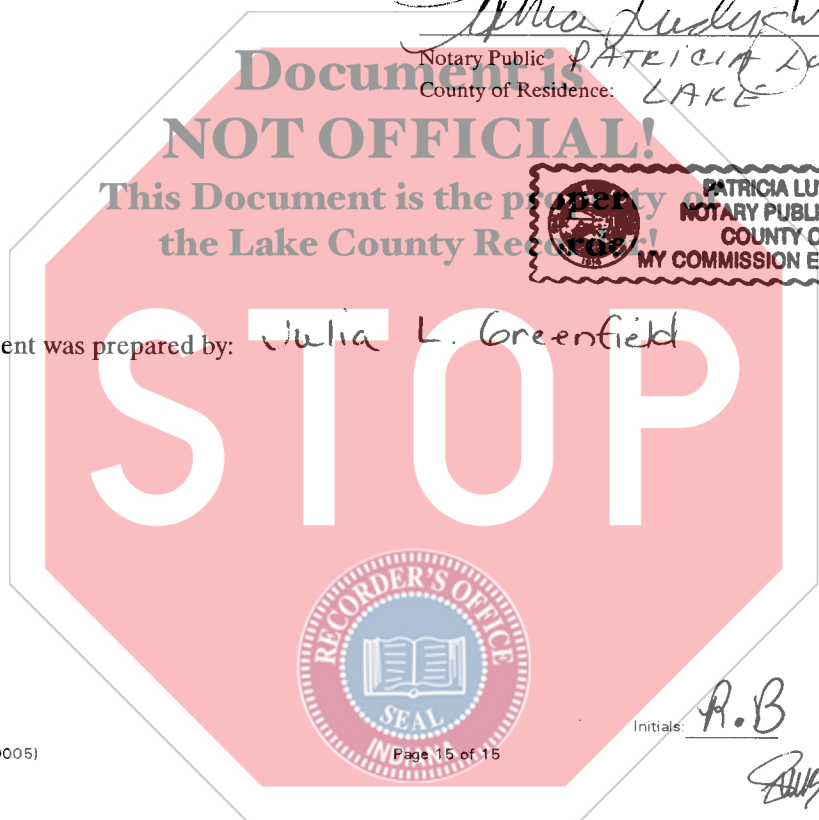 Document is
Notary Public PATRICIA
County of Residence: LAKE
NOT OFFICIAL!
This Document is the property of
the Lake County Recorder!
PATRICIA LU
NOTARY PUBLI
COUNTY O
MY COMMISSION E
ent was prepared by: Julia L. Greenfield
STOP
RECORDER'S OFFICE
SEAL
INDIANA
Initials: R.B
0005)
Page 15 of 15